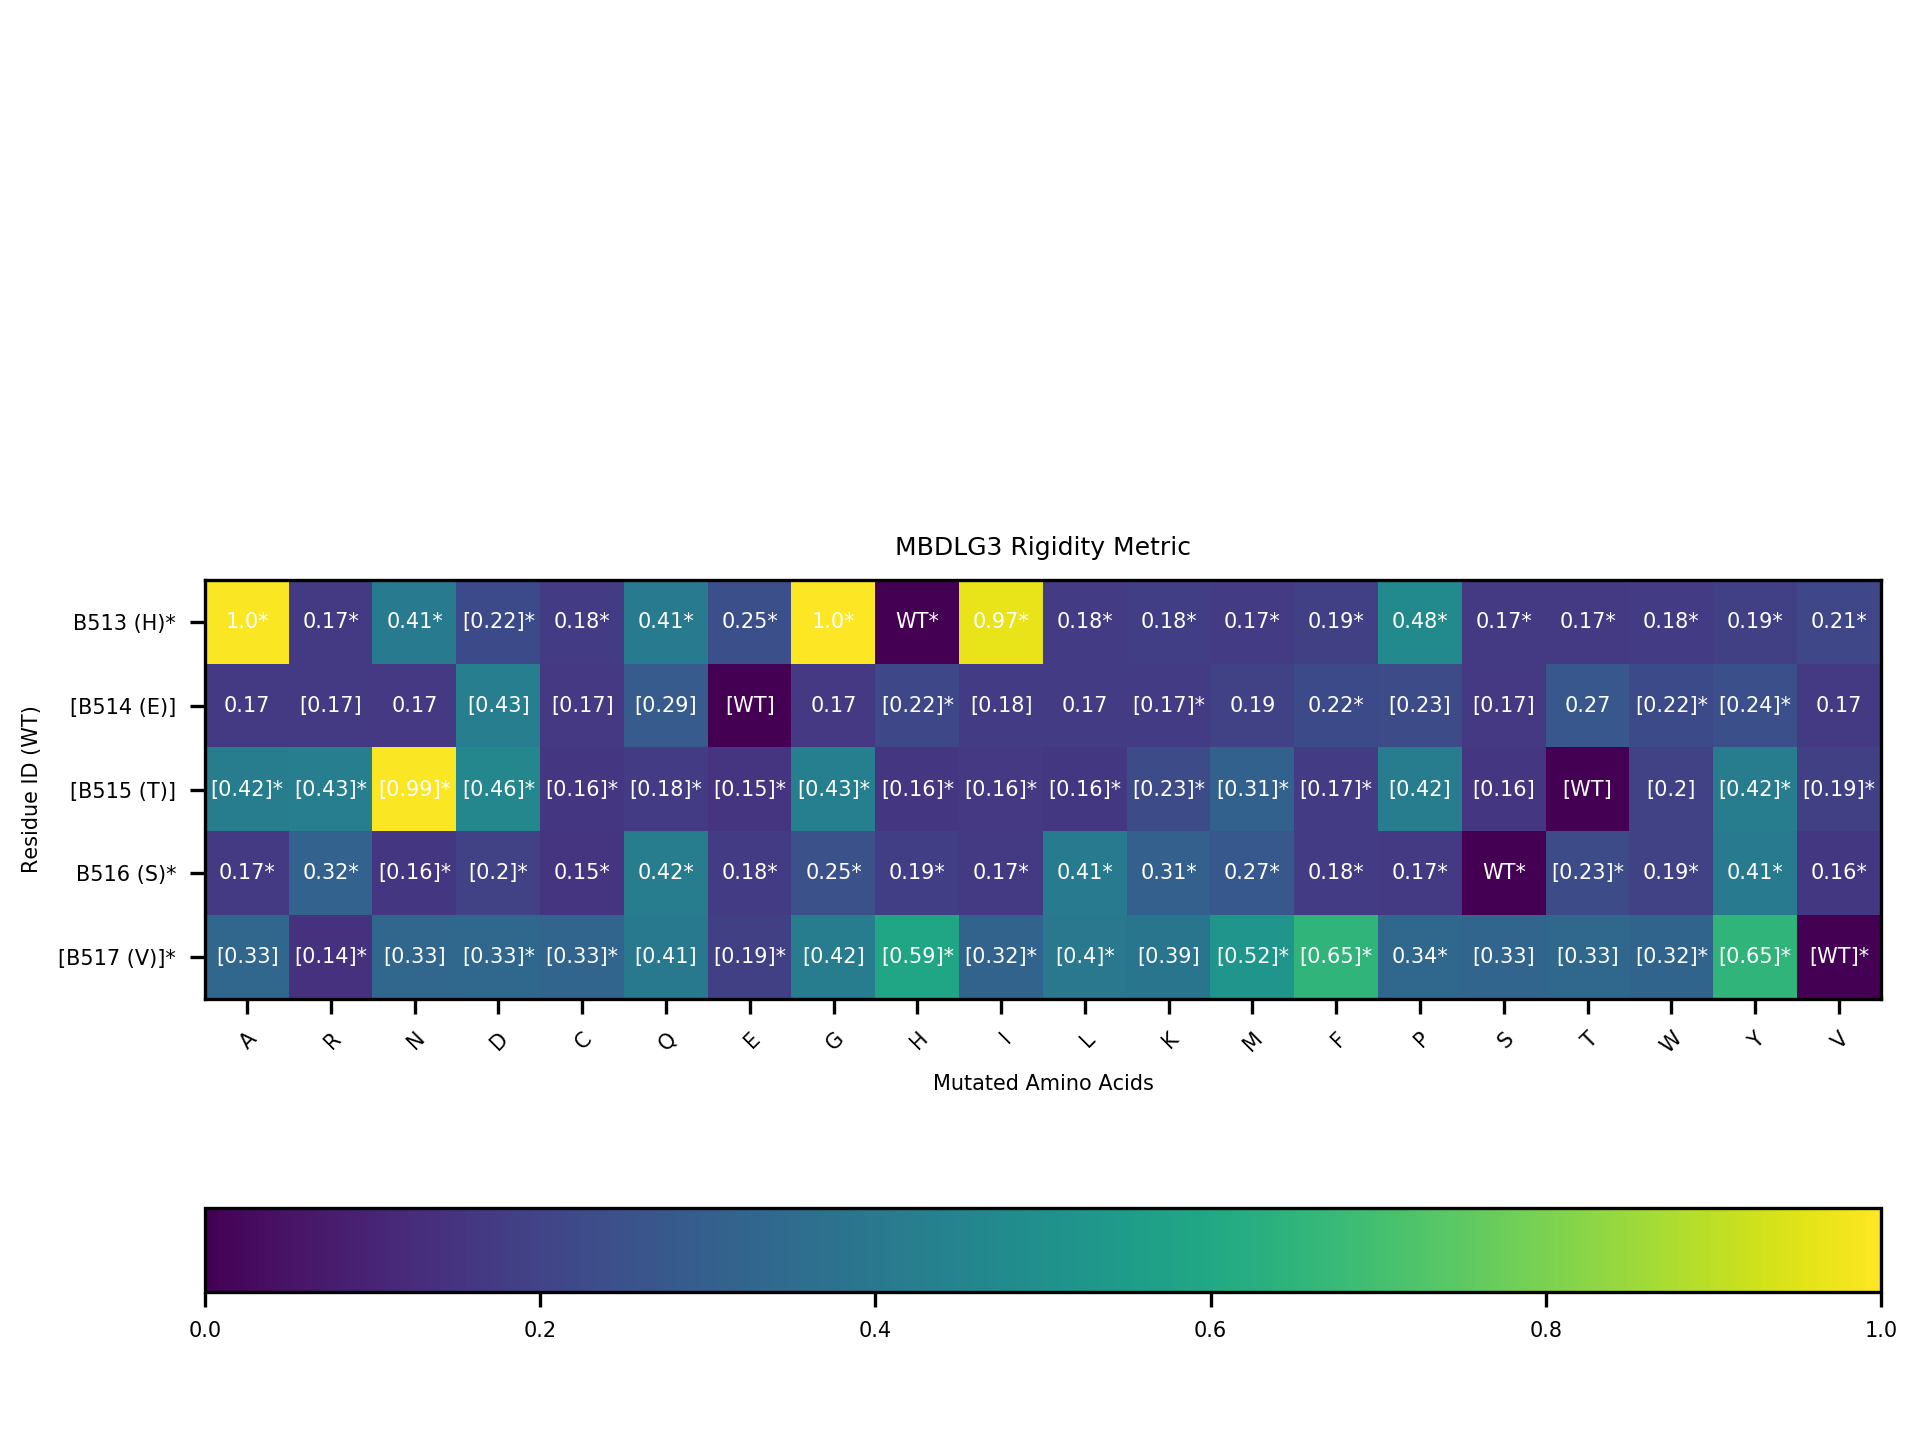 MBDLG3 Rigidity Metric
Residue ID (WT)
B513 (H)* 1.0* 0.17* 0.41* [0.22]* 0.18* 0.41* 0.25* 1.0* WT* 0.97* 0.18* 0.18* 0.17* 0.19* 0.48* 0.17* 0.17* 0.18* 0.19* 0.21*
[B514 (E)] 0.17 [0.17] 0.17 [0.43] [0.17] [0.29] [WT] 0.17 [0.22]* [0.18] 0.17 [0.17]* 0.19 0.22* [0.23] [0.17] 0.27 [0.22]* [0.24]* 0.17
[B515 (T)] [0.42]* [0.43]* [0.99]* [0.46]* [0.16]* [0.18]* [0.15]* [0.43]* [0.16]* [0.16]* [0.16]* [0.23]* [0.31]* [0.17]* [0.42] [0.16] [WT] [0.2] [0.42]* [0.19]*
B516 (S)* 0.17* 0.32* [0.16]* [0.2]* 0.15* 0.42* 0.18* 0.25* 0.19* 0.17* 0.41* 0.31* 0.27* 0.18* 0.17* WT* [0.23]* 0.19* 0.41* 0.16*
[B517 (V)]* [0.33] [0.14]* [0.33] [0.33]* [0.33]* [0.41] [0.19]* [0.42] [0.59]* [0.32]* [0.4]* [0.39] [0.52]* [0.65]* 0.34* [0.33] [0.33] [0.32]* [0.65]* [WT]*
A R N D C Q E G H I L K M F P S T W Y V
Mutated Amino Acids
0.0 0.2 0.4 0.6 0.8 1.0